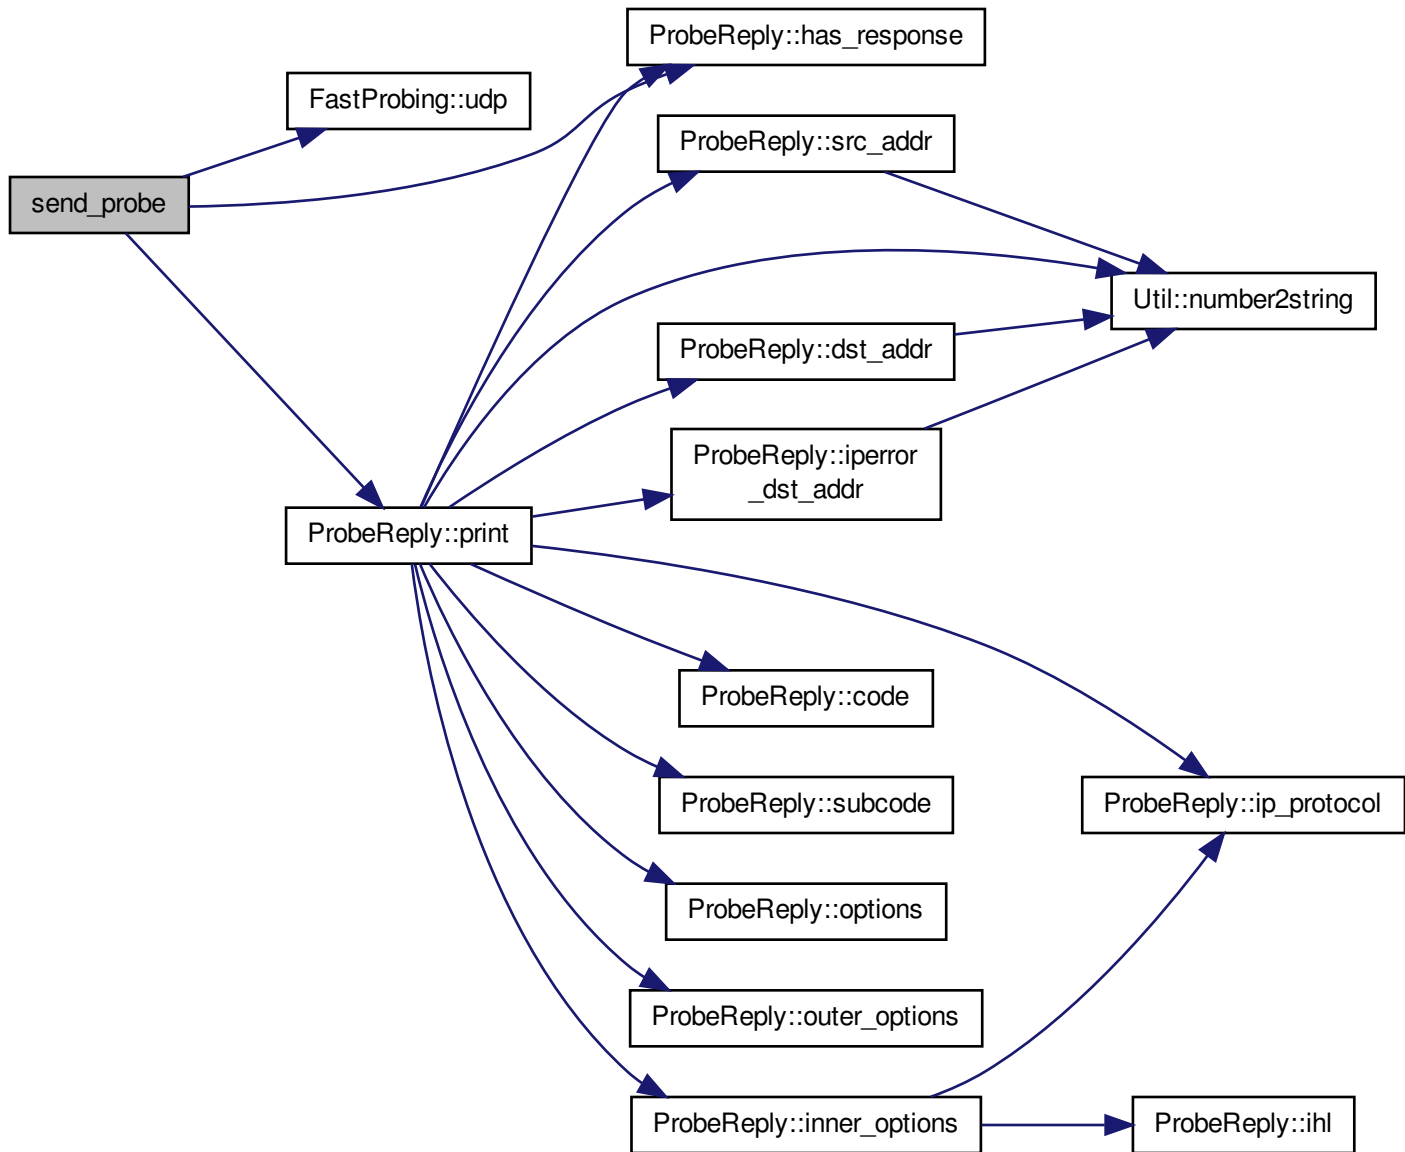 ProbeReply::has_response
FastProbing::udp
ProbeReply::src_addr
send_probe
Util::number2string
ProbeReply::dst_addr
ProbeReply::iperror
_dst_addr
ProbeReply::print
ProbeReply::code
ProbeReply::subcode
ProbeReply::ip_protocol
ProbeReply::options
ProbeReply::outer_options
ProbeReply::inner_options
ProbeReply::ihl